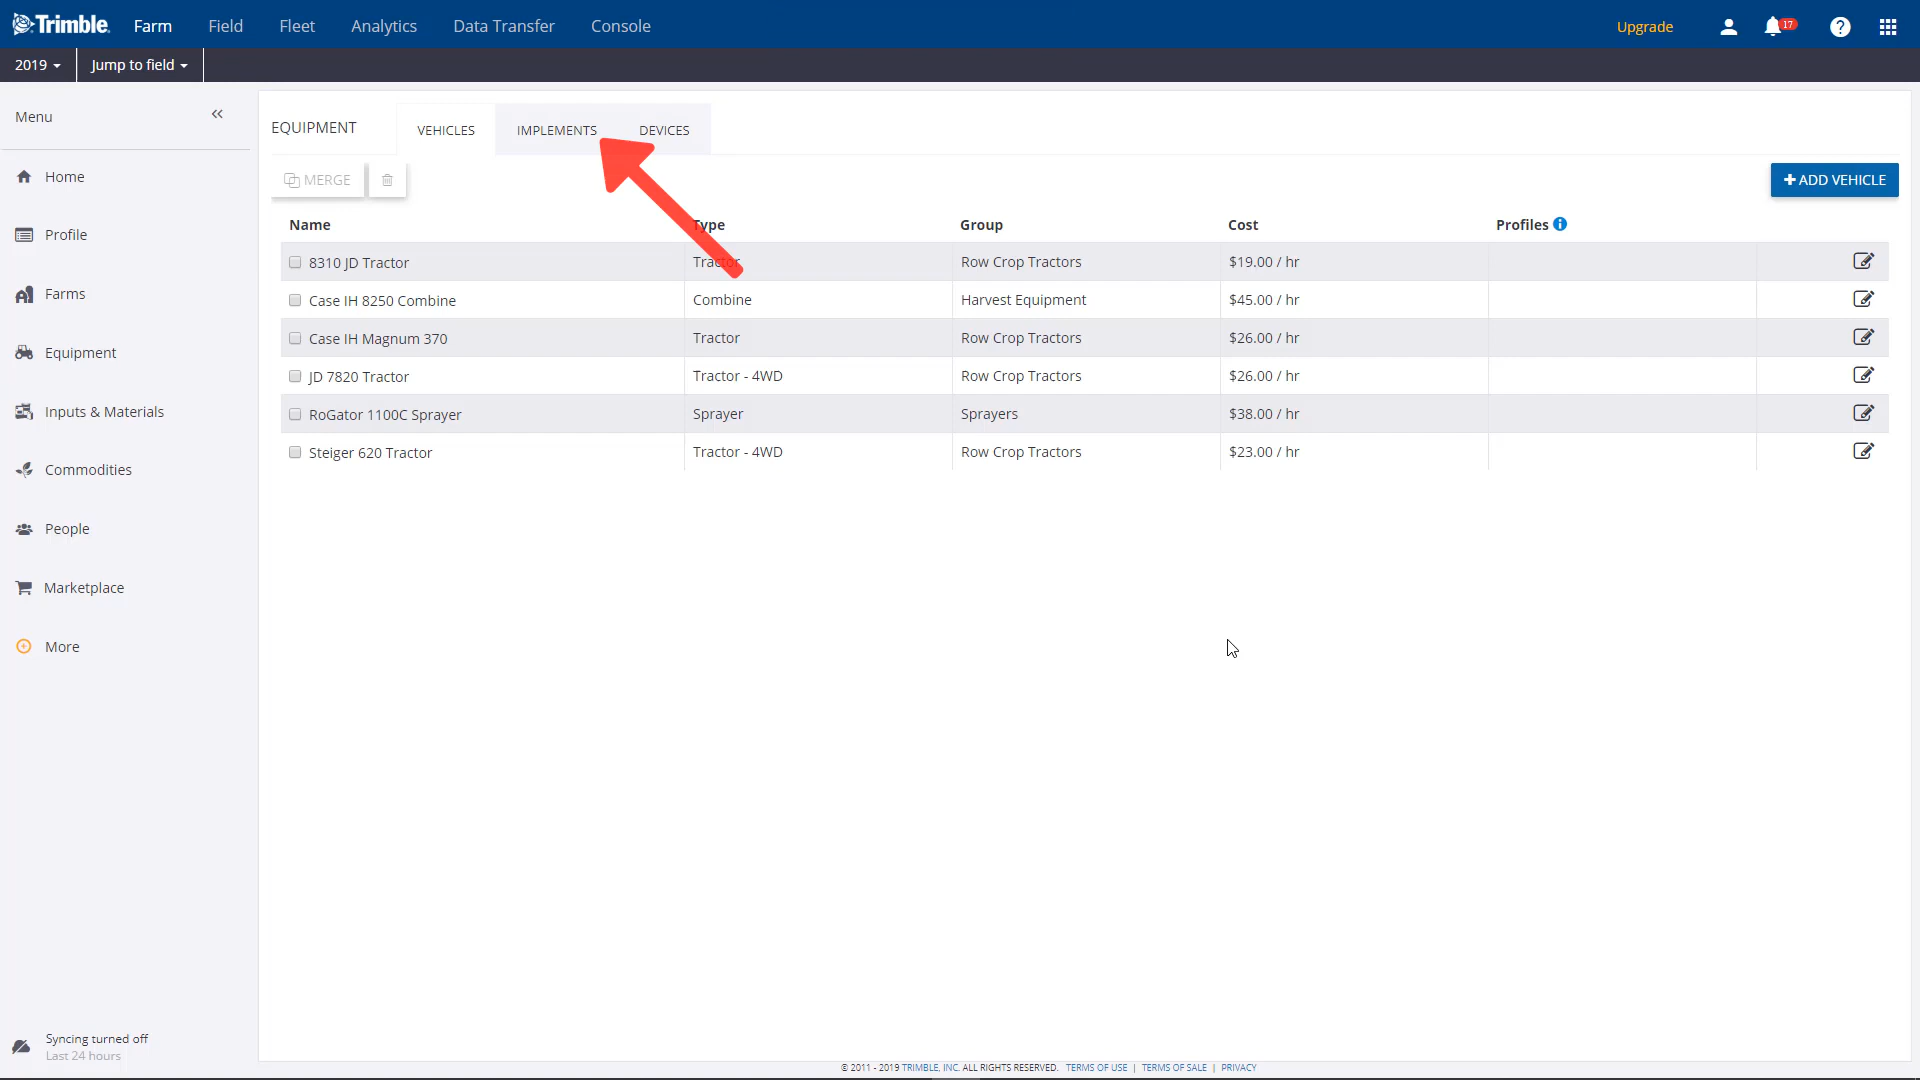 Trimble. Farm Field Fleet Analytics Data Transfer Console Upgrade 17
2019 Jump to field
Menu
Home
Profile
Farms
Equipment
Inputs & Materials
Commodities
People
Marketplace
More
Syncing turned off
Last 24 hours
EQUIPMENT VEHICLES IMPLEMENTS DEVICES
MERGE + ADD VEHICLE
Name Type Group Cost Profiles
8310 JD Tractor Tractor Row Crop Tractors $19.00 / hr
Case IH 8250 Combine Combine Harvest Equipment $45.00 / hr
Case IH Magnum 370 Tractor Row Crop Tractors $26.00 / hr
JD 7820 Tractor Tractor - 4WD Row Crop Tractors $26.00 / hr
RoGator 1100C Sprayer Sprayer Sprayers $38.00 / hr
Steiger 620 Tractor Tractor - 4WD Row Crop Tractors $23.00 / hr
© 2011 - 2019 TRIMBLE, INC. ALL RIGHTS RESERVED. TERMS OF USE | TERMS OF SALE | PRIVACY